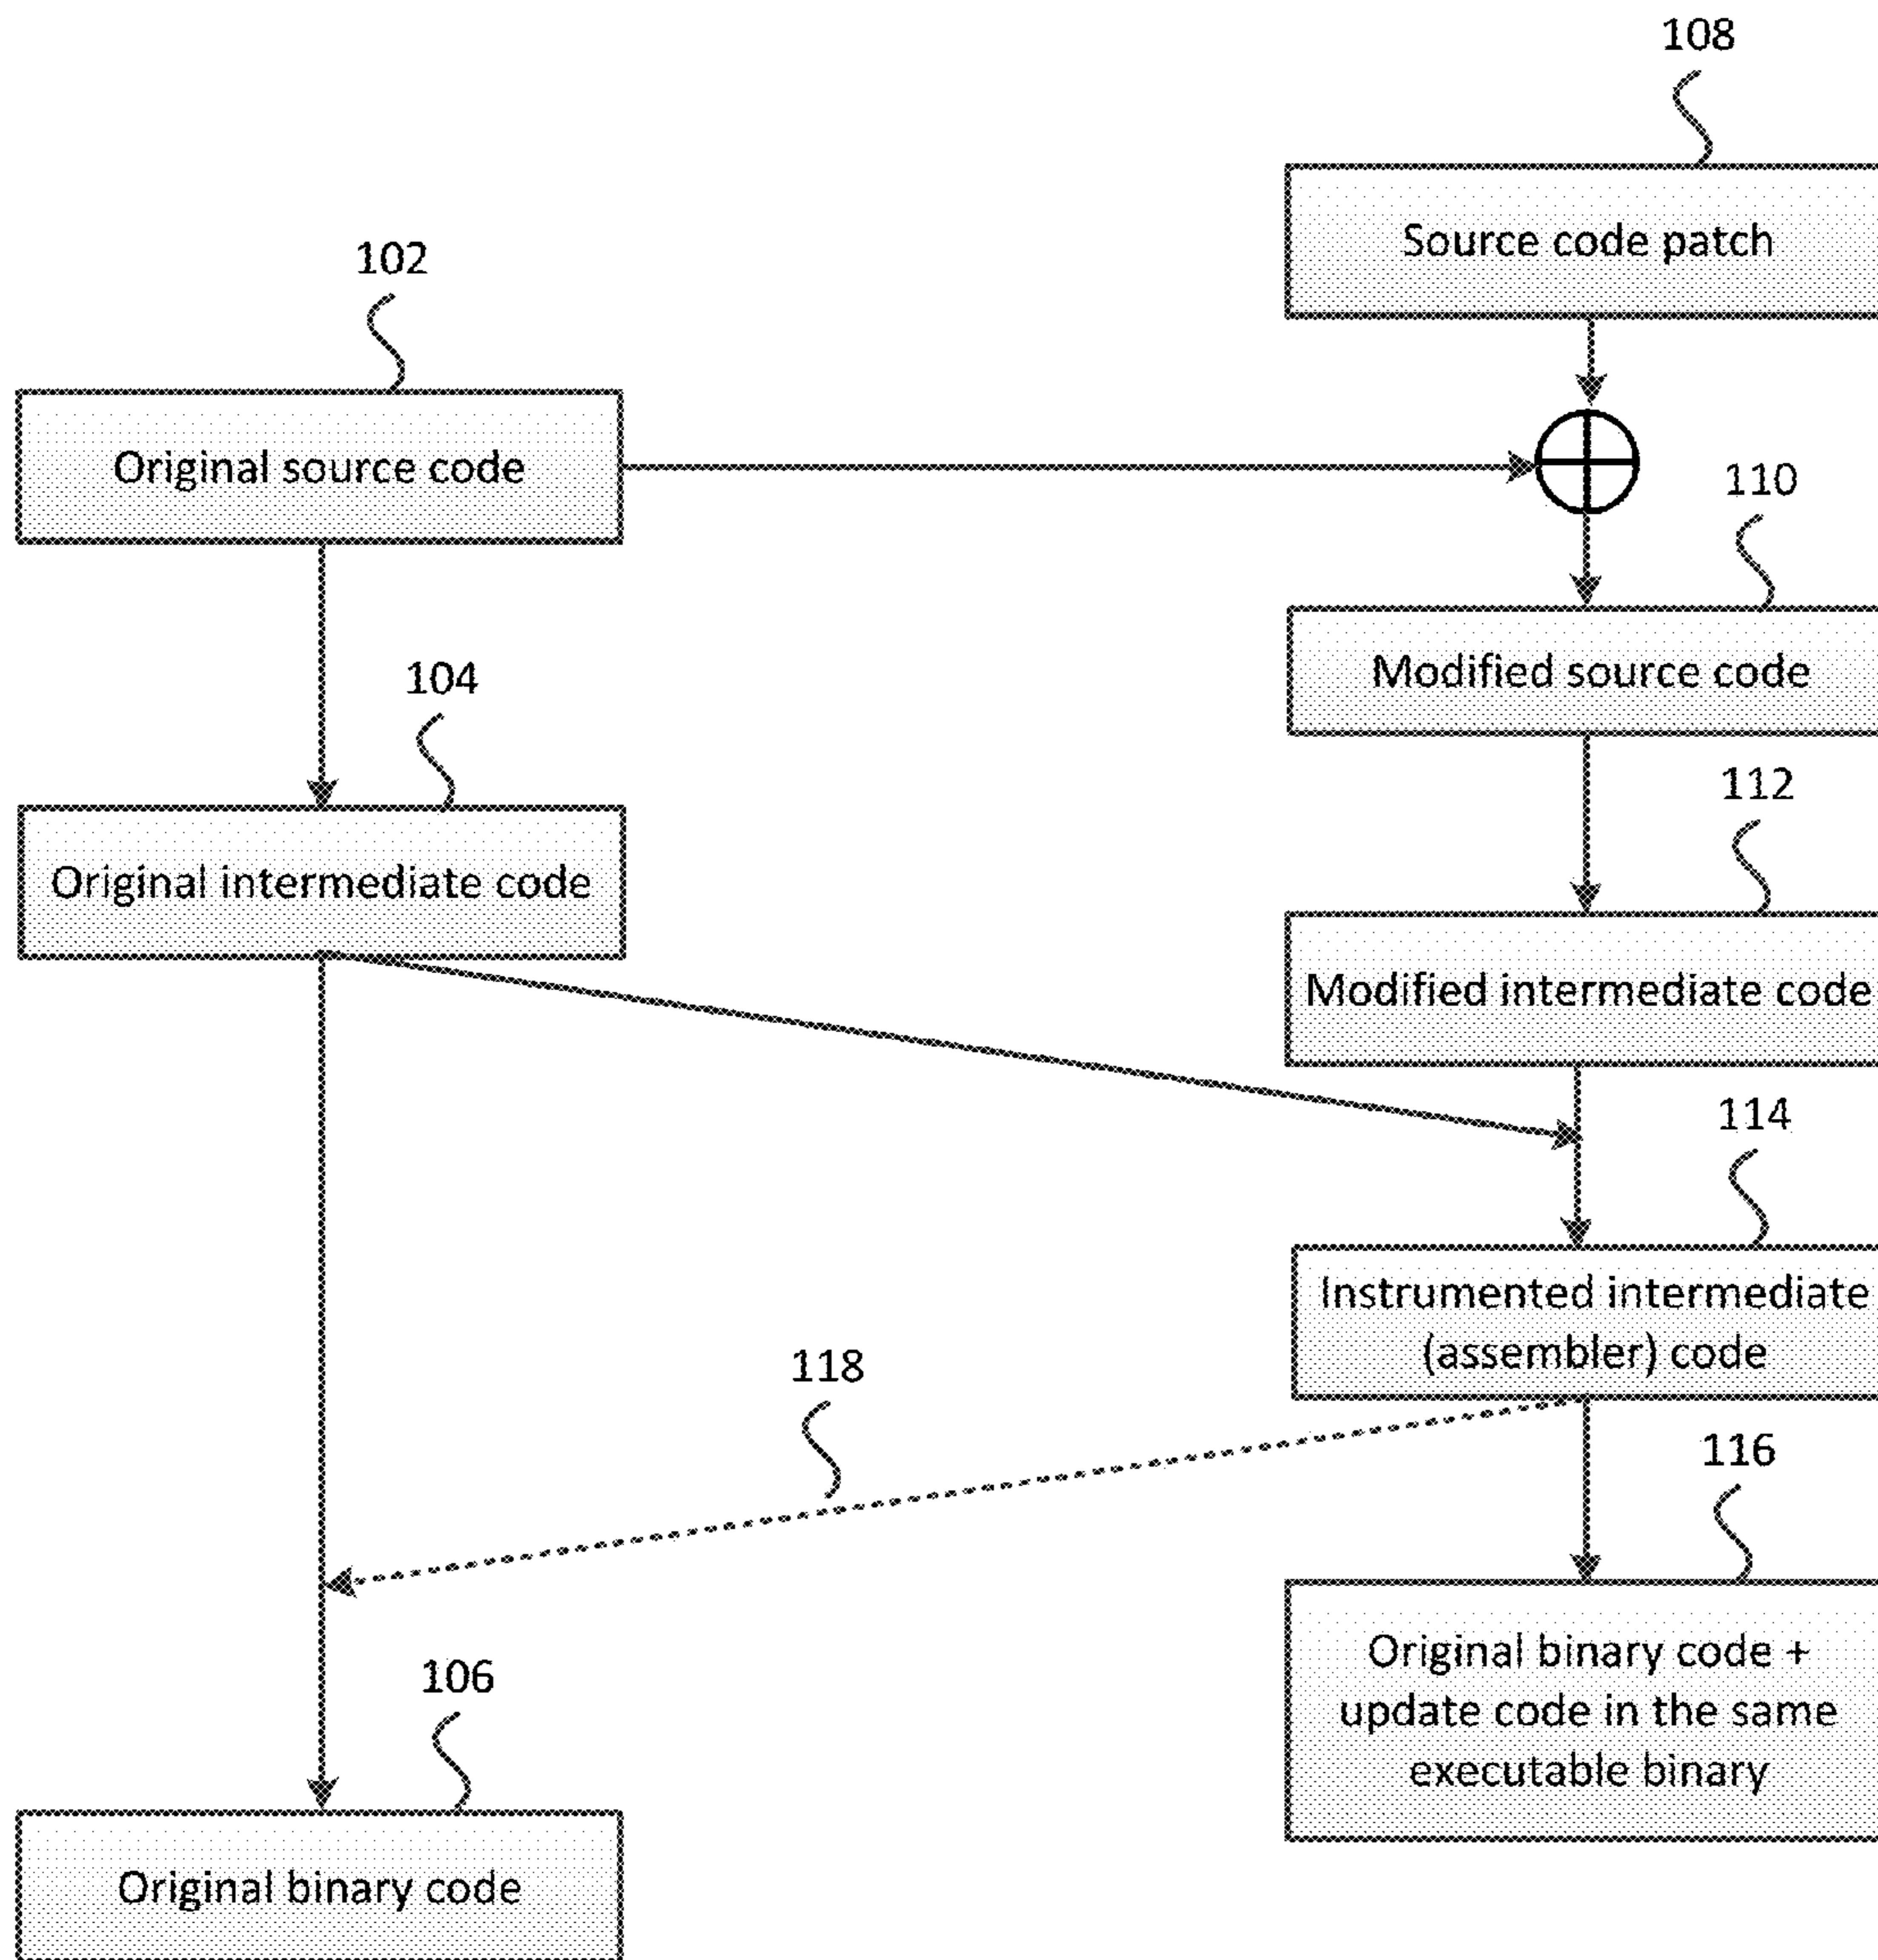 108
Source code patch
102
Original source code
110
Modified source code
104
112
Original intermediate code
Modified intermediate code
114
Instrumented intermediate
(assembler) code
118
116
Original binary code +
update code in the same
executable binary
106
Original binary code